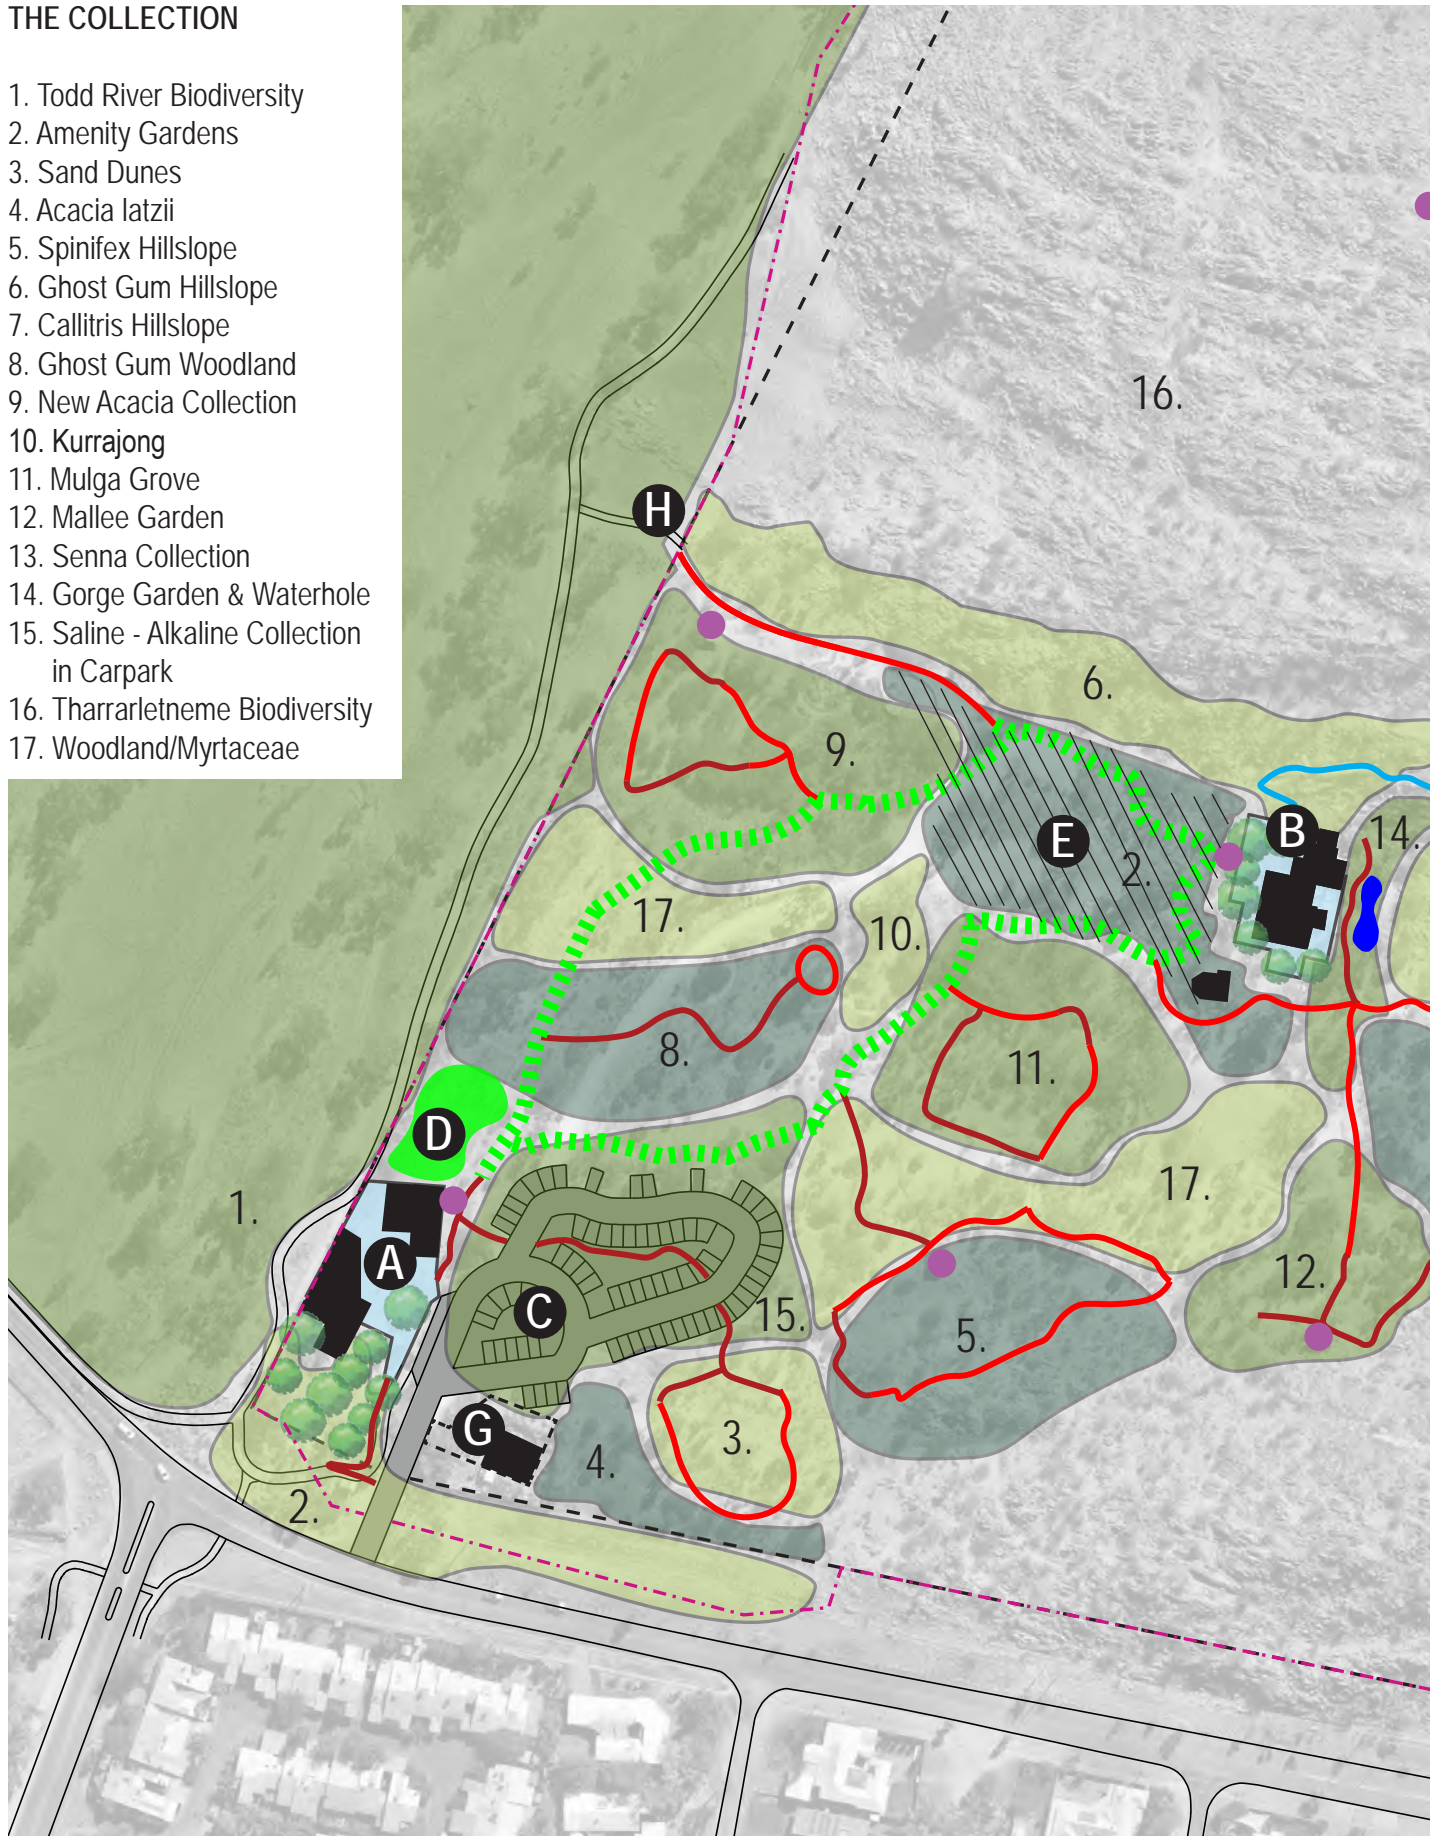 THE COLLECTION
1. Todd River Biodiversity
2. Amenity Gardens
3. Sand Dunes
4. Acacia latzii
5. Spinifex Hillslope
6. Ghost Gum Hillslope
7. Callitris Hillslope
8. Ghost Gum Woodland
9. New Acacia Collection
10. Kurrajong
11. Mulga Grove
12. Mallee Garden
13. Senna Collection
14. Gorge Garden & Waterhole
15. Saline - Alkaline Collection
in Carpark
16. Tharrarletneme Biodiversity
17. Woodland/Myrtaceae
16.
H
6.
9.
B
14.
E
2.
17.
10.
8.
11.
D
1.
17.
A
12.
C
15.
5.
G
3.
4.
2.